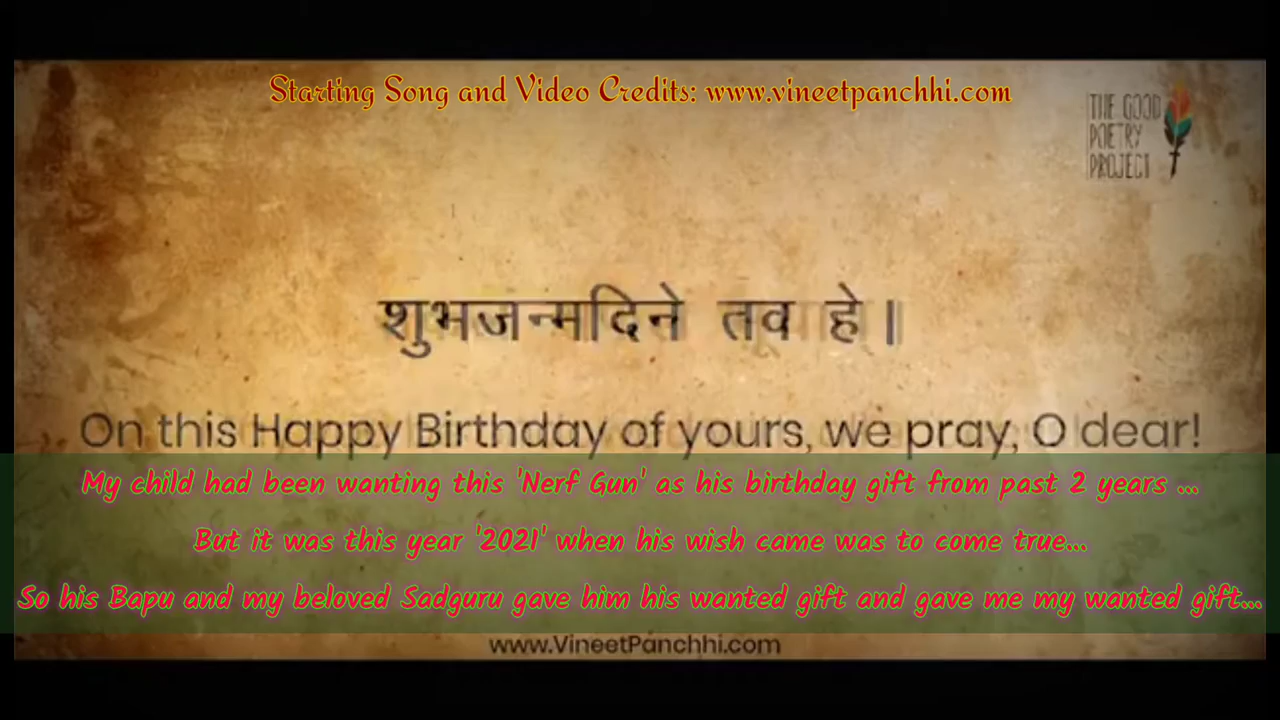 Starting Song and Video Credits: www.vineetpanchhi.com
THE GOOD
POETRY
PROJECT
शुभजन्मदिने तव हे।
On this Happy Birthday of yours, we pray, O dear!
My child had been wanting this 'Nerf Gun' as his birthday gift from past 2 years ...
But it was this year '2021' when his wish came was to come true...
So his Bapu and my beloved Sadguru gave him his wanted gift and gave me my wanted gift...
www.VineetPanchhi.com